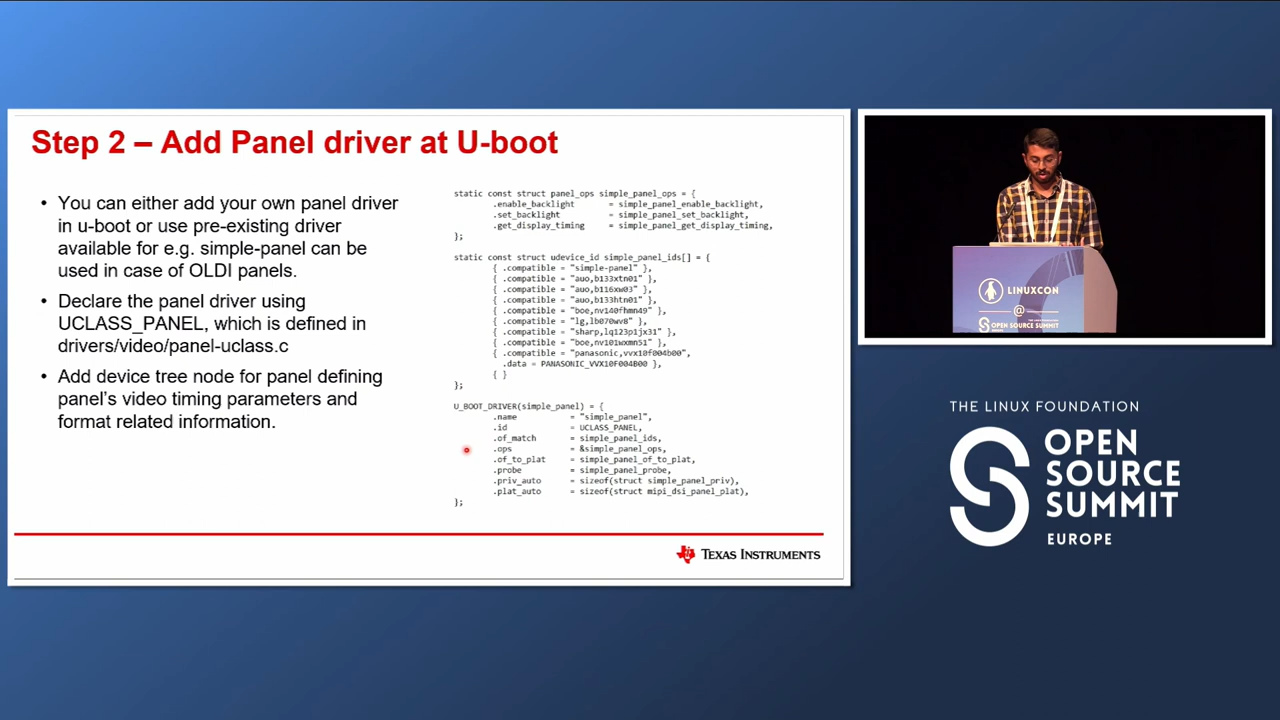 Step 2 – Add Panel driver at U-boot
• You can either add your own panel driver
in u-boot or use pre-existing driver
available for e.g. simple-panel can be
used in case of OLDI panels.
• Declare the panel driver using
UCLASS_PANEL, which is defined in
drivers/video/panel-uclass.c
• Add device tree node for panel defining
panel's video timing parameters and
format related information.
static const struct panel_ops simple_panel_ops = {
.enable_backlight = simple_panel_enable_backlight,
.set_backlight = simple_panel_set_backlight,
.get_display_timing = simple_panel_get_display_timing,
};
static const struct udevice_id simple_panel_ids[] = {
{ .compatible = "simple-panel" },
{ .compatible = "auo,b133xtn01" },
{ .compatible = "auo,b116xw03" },
{ .compatible = "auo,b133htn01" },
{ .compatible = "boe,nv140fhmn49" },
{ .compatible = "lg,lb070wv8" },
{ .compatible = "sharp,lq123p1jx31" },
{ .compatible = "boe,nv101wxmn51" },
{ .compatible = "panasonic,vvx10f004b00",
.data = PANASONIC_VVX10F004B00 },
{ }
};
U_BOOT_DRIVER(simple_panel) = {
.name = "simple_panel",
.id = UCLASS_PANEL,
.of_match = simple_panel_ids,
.ops = &simple_panel_ops,
.of_to_plat = simple_panel_of_to_plat,
.probe = simple_panel_probe,
.priv_auto = sizeof(struct simple_panel_priv),
.plat_auto = sizeof(struct mipi_dsi_panel_plat),
};
TEXAS INSTRUMENTS
LINUXCON
@
OPEN SOURCE SUMMIT
THE LINUX FOUNDATION
OPEN
SOURCE
SUMMIT
EUROPE